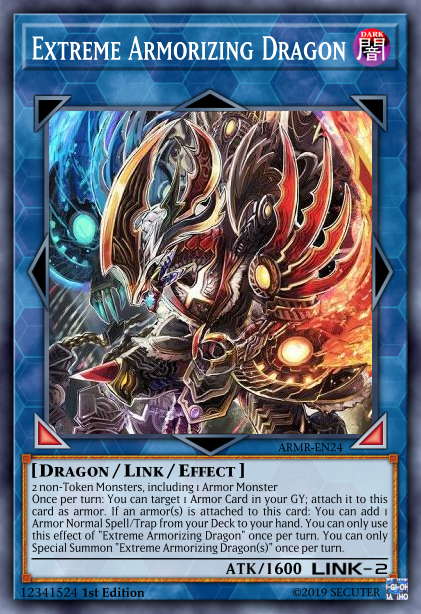 EXTREME ARMORIZING DRAGON
DARK
闇
ARMR-EN24
[DRAGON / LINK / EFFECT]
2 non-Token Monsters, including 1 Armor Monster
Once per turn: You can target 1 Armor Card in your GY; attach it to this
card as armor. If an armor(s) is attached to this card: You can add 1
Armor Normal Spell/Trap from your Deck to your hand. You can only use
this effect of "Extreme Armorizing Dragon" once per turn. You can only
Special Summon "Extreme Armorizing Dragon(s)" once per turn.
ATK/1600 LINK-2
12341524 1st Edition
©2019 SECUTER